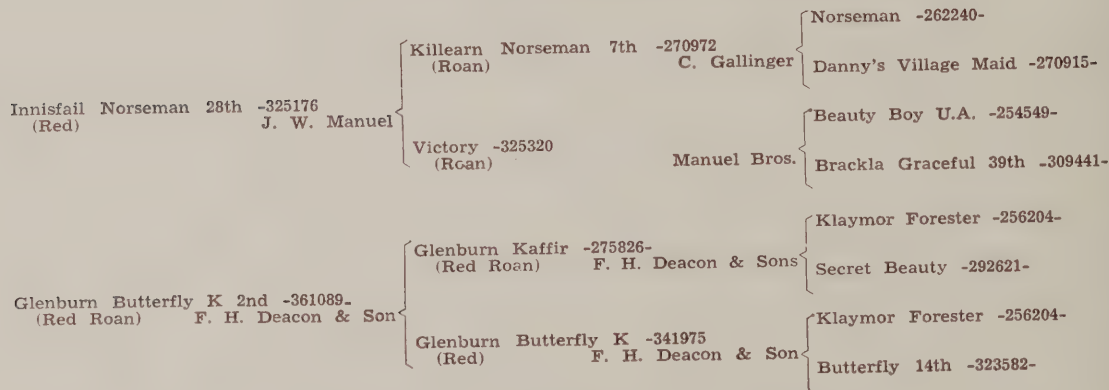 Norseman -262240-
Killearn Norseman 7th -270972
(Roan) C. Gallinger
Danny's Village Maid -270915-
Innisfail Norseman 28th -325176
(Red) J. W. Manuel
Beauty Boy U.A. -254549-
Victory -325320
(Roan) Manuel Bros.
Brackla Graceful 39th -309441-
Klaymor Forester -256204-
Glenburn Kaffir -275826-
(Red Roan) F. H. Deacon & Sons
Secret Beauty -292621-
Glenburn Butterfly K 2nd -361089-
(Red Roan) F. H. Deacon & Son
Klaymor Forester -256204-
Glenburn Butterfly K -341975
(Red) F. H. Deacon & Son
Butterfly 14th -323582-